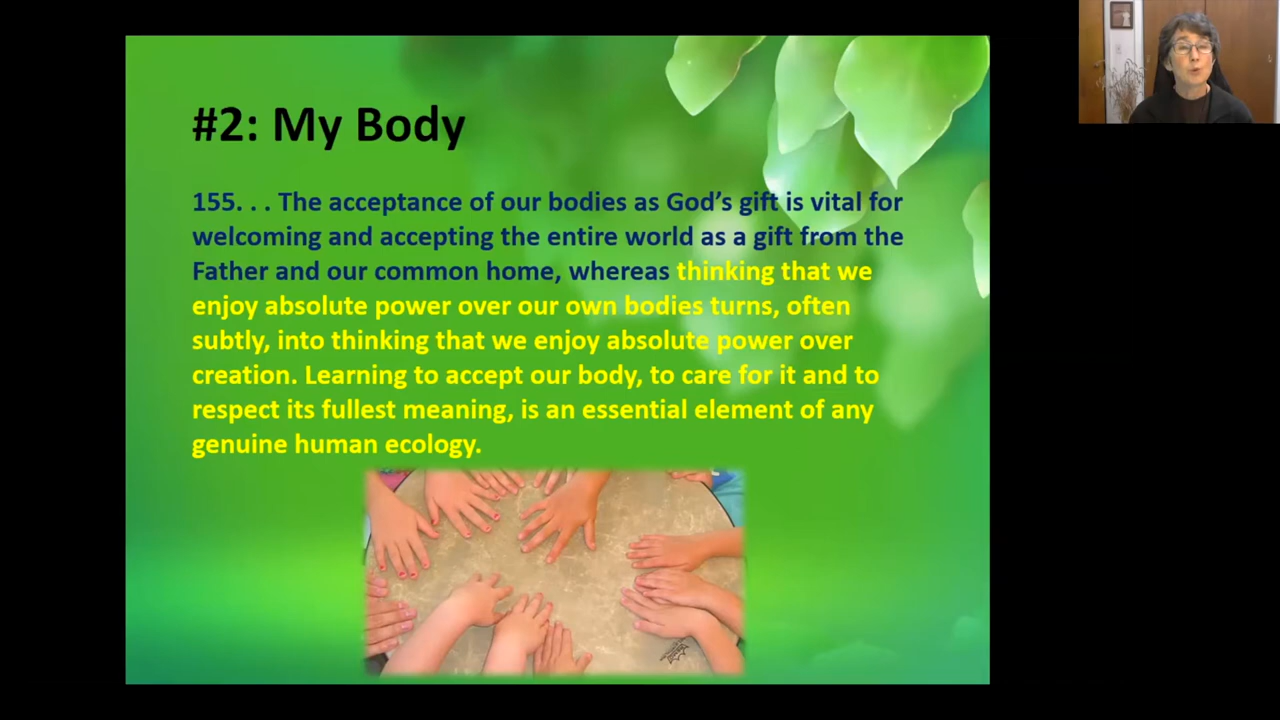 #2: My Body
155. . . The acceptance of our bodies as God’s gift is vital for
welcoming and accepting the entire world as a gift from the
Father and our common home, whereas thinking that we
enjoy absolute power over our own bodies turns, often
subtly, into thinking that we enjoy absolute power over
creation. Learning to accept our body, to care for it and to
respect its fullest meaning, is an essential element of any
genuine human ecology.